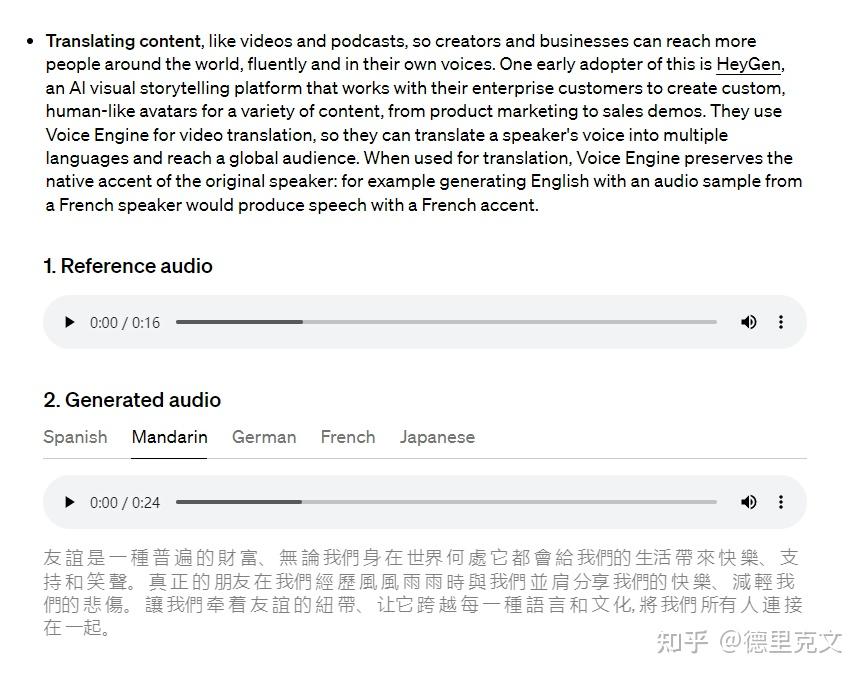 • Translating content, like videos and podcasts, so creators and businesses can reach more
people around the world, fluently and in their own voices. One early adopter of this is HeyGen,
an AI visual storytelling platform that works with their enterprise customers to create custom,
human-like avatars for a variety of content, from product marketing to sales demos. They use
Voice Engine for video translation, so they can translate a speaker's voice into multiple
languages and reach a global audience. When used for translation, Voice Engine preserves the
native accent of the original speaker: for example generating English with an audio sample from
a French speaker would produce speech with a French accent.
1. Reference audio
0:00 / 0:16
2. Generated audio
Spanish Mandarin German French Japanese
0:00 / 0:24
友誼是一種普遍的財富、無論我們身在世界何處它都會給我們的生活帶來快樂、支
持和笑聲。真正的朋友在我們經歷風風雨雨時與我們並肩分享我們的快樂、減輕我
們的悲傷。讓我們牽着友誼的紐帶、让它跨越每一種語言和文化,將我們所有人連接
在一起。
知乎 @德里克文